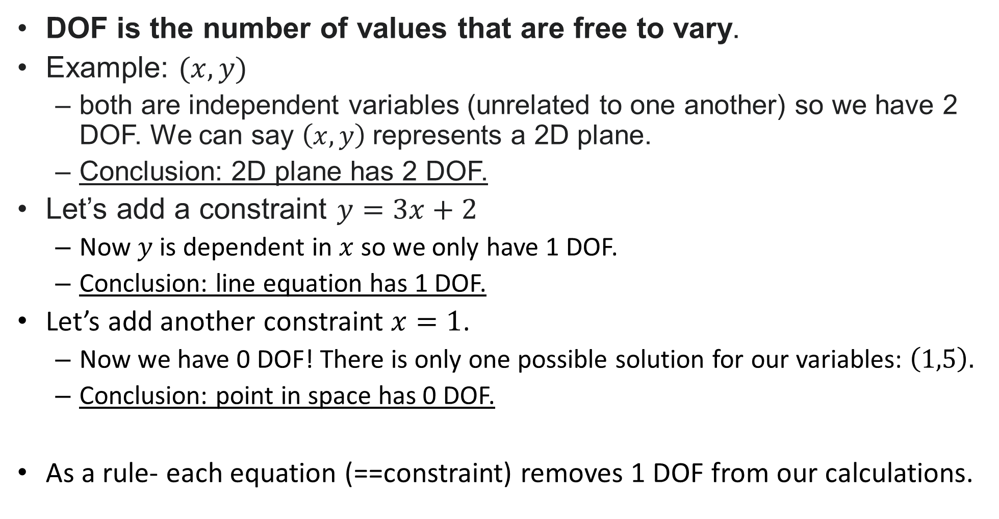 • DOF is the number of values that are free to vary.
• Example: (x, y)
– both are independent variables (unrelated to one another) so we have 2
DOF. We can say (x, y) represents a 2D plane.
– Conclusion: 2D plane has 2 DOF.
• Let’s add a constraint y = 3x + 2
– Now y is dependent in x so we only have 1 DOF.
– Conclusion: line equation has 1 DOF.
• Let’s add another constraint x = 1.
– Now we have 0 DOF! There is only one possible solution for our variables: (1,5).
– Conclusion: point in space has 0 DOF.
• As a rule- each equation (==constraint) removes 1 DOF from our calculations.